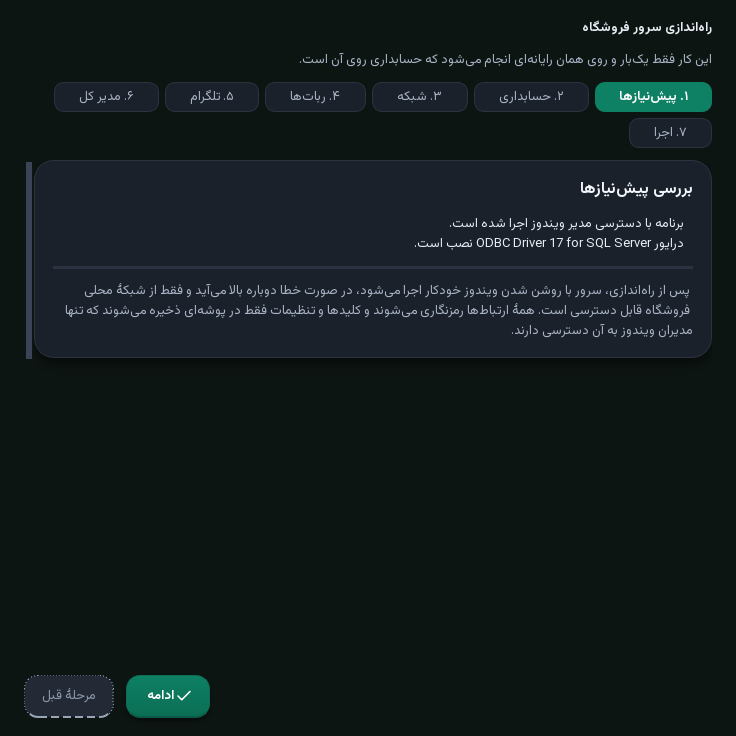 راه‌اندازی سرور فروشگاه
این کار فقط یک‌بار و روی همان رایانه‌ای انجام می‌شود که حسابداری روی آن است.
۱. پیش‌نیازها
۲. حسابداری
۳. شبکه
۴. ربات‌ها
۵. تلگرام
۶. مدیر کل
۷. اجرا
بررسی پیش‌نیازها
برنامه با دسترسی مدیر ویندوز اجرا شده است.
درایور ODBC Driver 17 for SQL Server نصب است.
پس از راه‌اندازی، سرور با روشن شدن ویندوز خودکار اجرا می‌شود، در صورت خطا دوباره بالا می‌آید و فقط از شبکهٔ محلی
فروشگاه قابل دسترسی است. همهٔ ارتباط‌ها رمزنگاری می‌شوند و کلیدها و تنظیمات فقط در پوشه‌ای ذخیره می‌شوند که تنها
مدیران ویندوز به آن دسترسی دارند.
ادامه
مرحلهٔ قبل